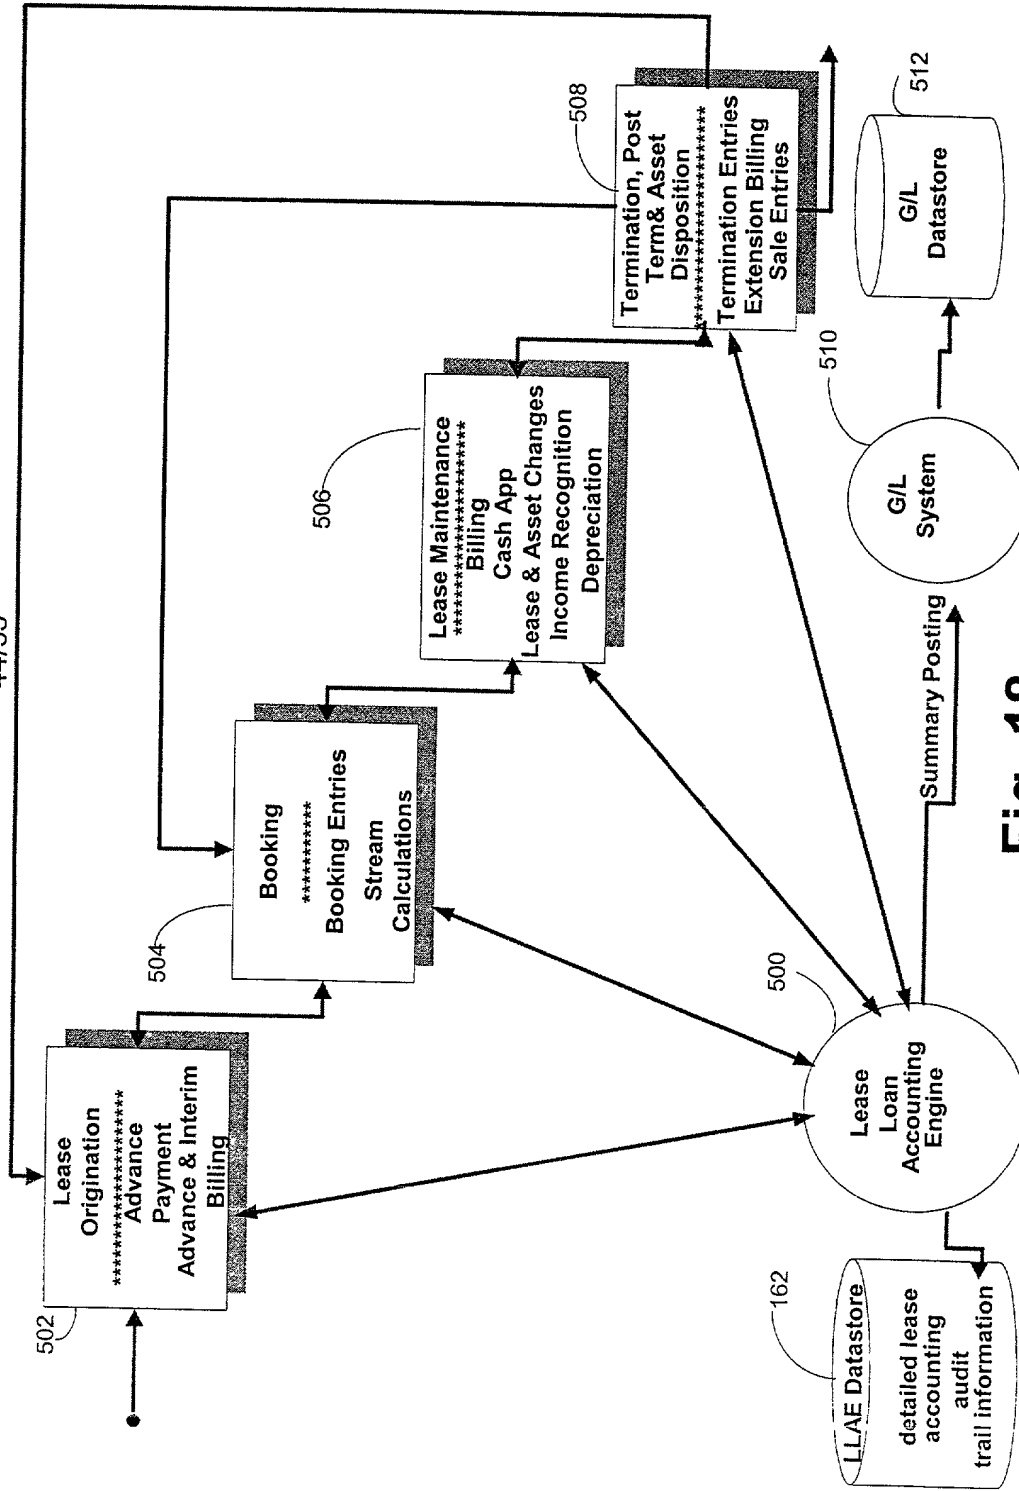 502
Lease
Origination
*********************
Advance
Payment
Advance & Interim
Billing
504
Booking
***********
Booking Entries
Stream
Calculations
506
Lease Maintenance
*********************
Billing
Cash App
Lease & Asset Changes
Income Recognition
Depreciation
508
Termination, Post
Term& Asset
Disposition
**********************
Termination Entries
Extension Billing
Sale Entries
162
LLAE Datastore
detailed lease
accounting
audit
trail information
500
Lease
Loan
Accounting
Engine
Summary Posting
510
G/L
System
512
G/L
Datastore